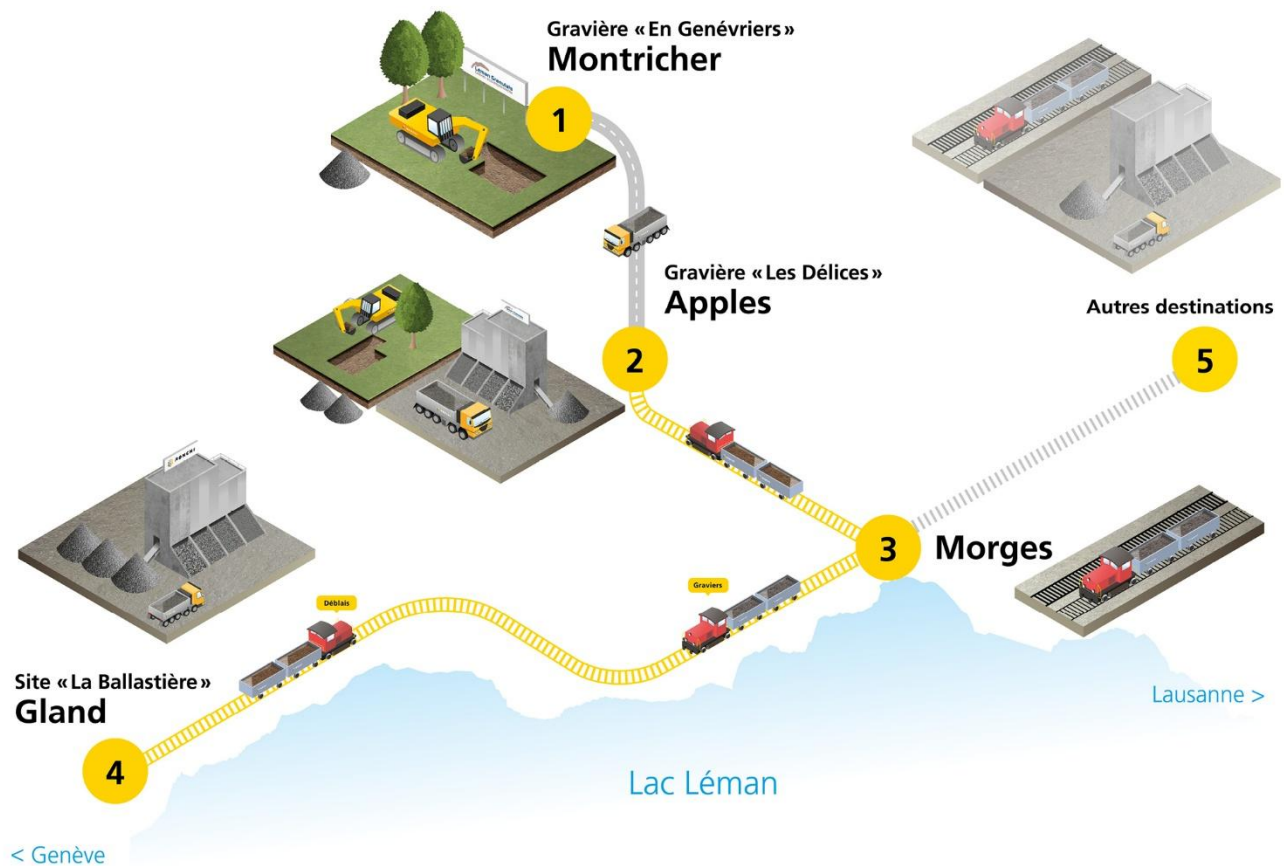 Gravière «En Genévriers»
Montricher
1
Gravière «Les Délices»
Apples
2
Autres destinations
5
3
Morges
Graviers
Déblais
Site «La Ballastière»
Gland
4
Lausanne >
Lac Léman
< Genève